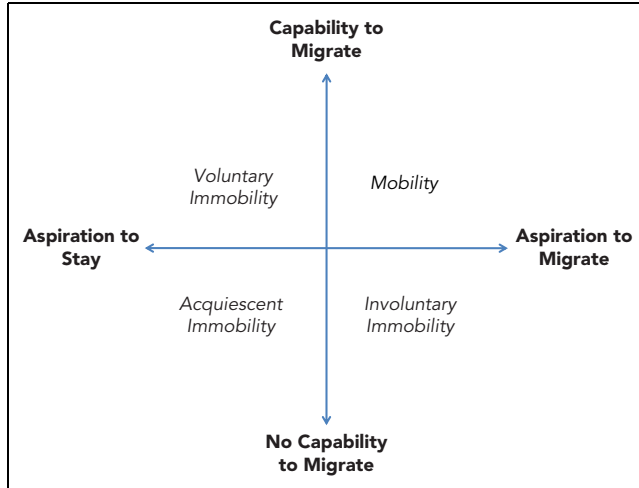 Capability to
Migrate
Voluntary
Immobility
Mobility
Aspiration to
Stay
Aspiration to
Migrate
Acquiescent
Immobility
Involuntary
Immobility
No Capability
to Migrate